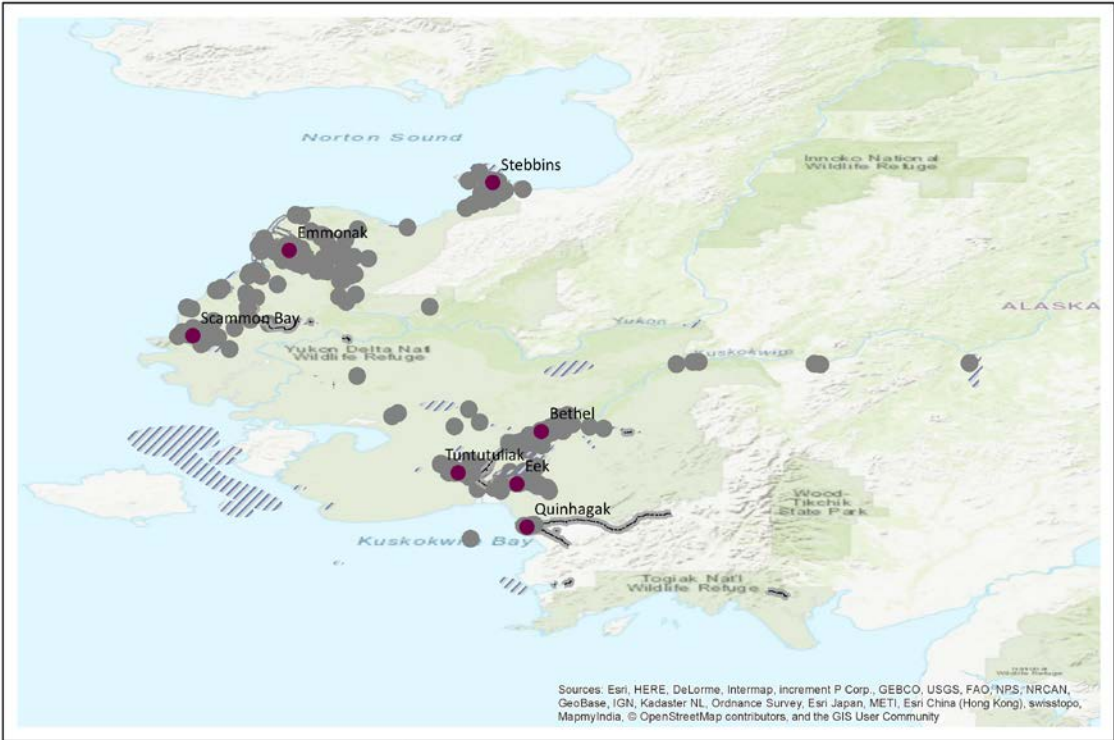 Norton Sound
Stebbins
Innoko National
Wildlife Refuge
Emmonak
ALASKA
Scammon Bay
Yukon
Yukon Delta Nat'l
Wildlife Refuge
Kuskokwim
Bethel
Tuntutuliak
Eek
Wood-
Tikchik
State Park
Quinhagak
Kuskokwim Bay
Togiak Nat'l
Wildlife Refuge
Sources: Esri, HERE, DeLorme, Intermap, increment P Corp., GEBCO, USGS, FAO, NPS, NRCAN,
GeoBase, IGN, Kadaster NL, Ordnance Survey, Esri Japan, METI, Esri China (Hong Kong), swisstopo,
MapmyIndia, © OpenStreetMap contributors, and the GIS User Community